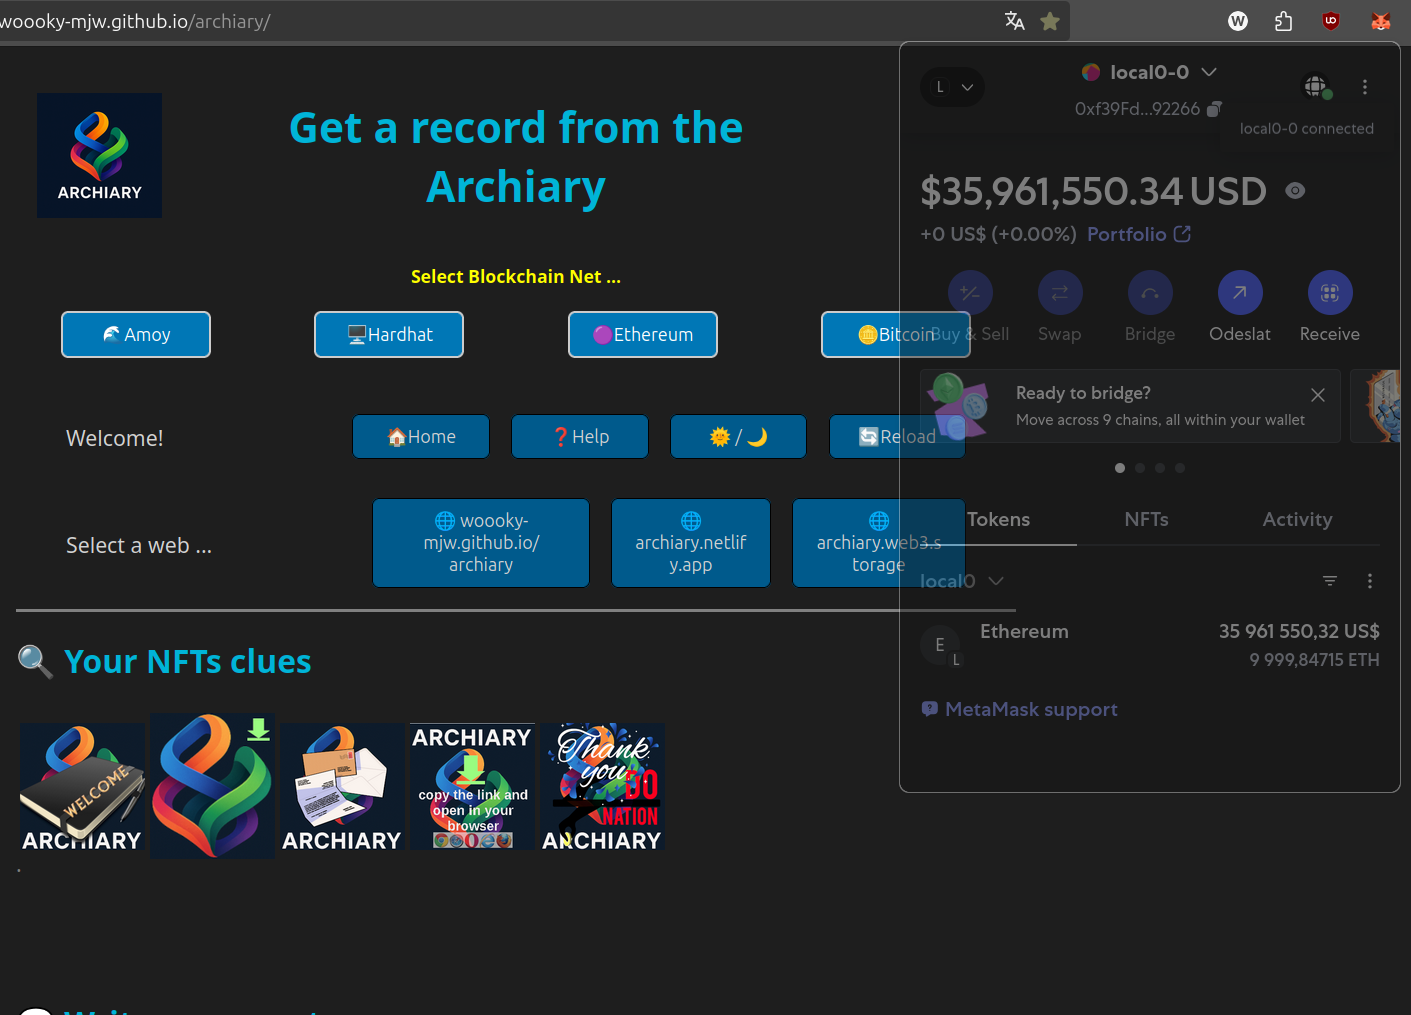 woooky-mjw.github.io/archiary/
ARCHIARY
Get a record from the
Archiary
Select Blockchain Net ...
Amoy
Hardhat
Ethereum
Bitcoin
Welcome!
Home
Help
/
Reload
Select a web ...
woooky-
mjw.github.io/
archiary
archiary.netlif
y.app
archiary.web3.s
torage
Your NFTs clues
WELCOME
ARCHIARY
ARCHIARY
ARCHIARY
copy the link and
open in your
browser
Thank
you
DO
NATION
ARCHIARY
.
W
L
local0-0
0xf39Fd...92266
local0-0 connected
$35,961,550.34 USD
+0 US$ (+0.00%) Portfolio
Buy & Sell
Swap
Bridge
Odeslat
Receive
Ready to bridge?
Move across 9 chains, all within your wallet
Tokens
NFTs
Activity
local0
E
L
Ethereum
35 961 550,32 US$
9 999,84715 ETH
MetaMask support